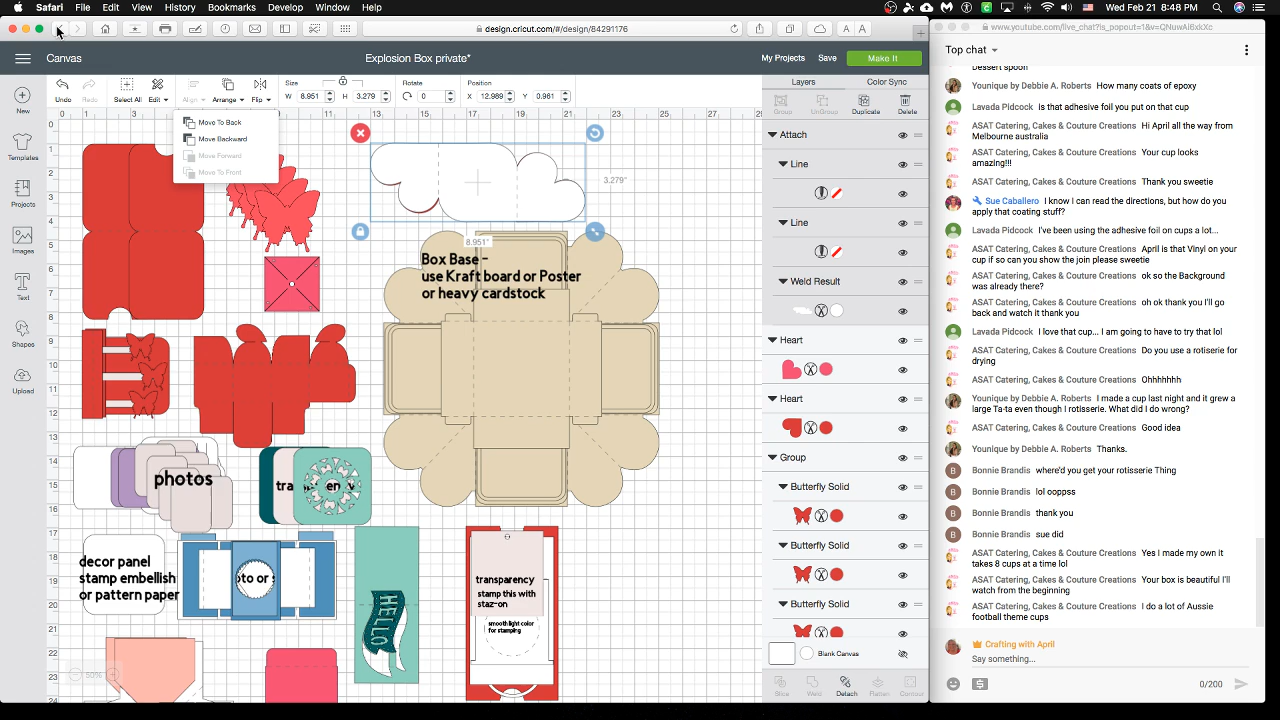 Safari File Edit View History Bookmarks Develop Window Help
Wed Feb 21 8:48 PM
design.cricut.com/#/design/84291176
A A
www.youtube.com/live_chat?is_popout=1&v=QNuwAl6xkXc
Canvas
Explosion Box private*
My Projects Save Make It
Top chat
Undo Redo Select All Edit Align Arrange Flip
Size
W 8.951 H 3.279
Rotate
0
Position
X 12.989 Y 0.961
Layers Color Sync
Group UnGroup Duplicate Delete
Move To Back
Move Backward
Move Forward
Move To Front
New
Templates
Projects
Images
Text
Shapes
Upload
3.279"
8.951"
Box Base -
use Kraft board or Poster
or heavy cardstock
photos
decor panel
stamp embellish
or pattern paper
HELLO
transparency
stamp this with
staz-on
smooth light color
for stamping
50%
Attach
Line
Line
Weld Result
Heart
Heart
Group
Butterfly Solid
Butterfly Solid
Butterfly Solid
Blank Canvas
Slice Weld Detach Flatten Contour
Dessert spoon
Younique by Debbie A. Roberts How many coats of epoxy
Lavada Pidcock is that adhesive foil you put on that cup
ASAT Catering, Cakes & Couture Creations Hi April all the way from
Melbourne australia
ASAT Catering, Cakes & Couture Creations Your cup looks
amazing!!!
ASAT Catering, Cakes & Couture Creations Thank you sweetie
Sue Caballero I know I can read the directions, but how do you
apply that coating stuff?
Lavada Pidcock I've been using the adhesive foil on cups a lot...
ASAT Catering, Cakes & Couture Creations April is that Vinyl on your
cup if so can you show the join please sweetie
ASAT Catering, Cakes & Couture Creations ok so the Background
was already there?
ASAT Catering, Cakes & Couture Creations oh ok thank you I'll go
back and watch it thank you
Lavada Pidcock I love that cup... I am going to have to try that lol
ASAT Catering, Cakes & Couture Creations Do you use a rotiserie for
drying
ASAT Catering, Cakes & Couture Creations Ohhhhhhh
Younique by Debbie A. Roberts I made a cup last night and it grew a
large Ta-ta even though I rotisserie. What did I do wrong?
ASAT Catering, Cakes & Couture Creations Good idea
Younique by Debbie A. Roberts Thanks.
Bonnie Brandis where'd you get your rotisserie Thing
Bonnie Brandis lol ooppss
Bonnie Brandis thank you
Bonnie Brandis sue did
ASAT Catering, Cakes & Couture Creations Yes I made my own it
takes 8 cups at a time lol
ASAT Catering, Cakes & Couture Creations Your box is beautiful I'll
watch from the beginning
ASAT Catering, Cakes & Couture Creations I do a lot of Aussie
football theme cups
Crafting with April
Say something...
0/200